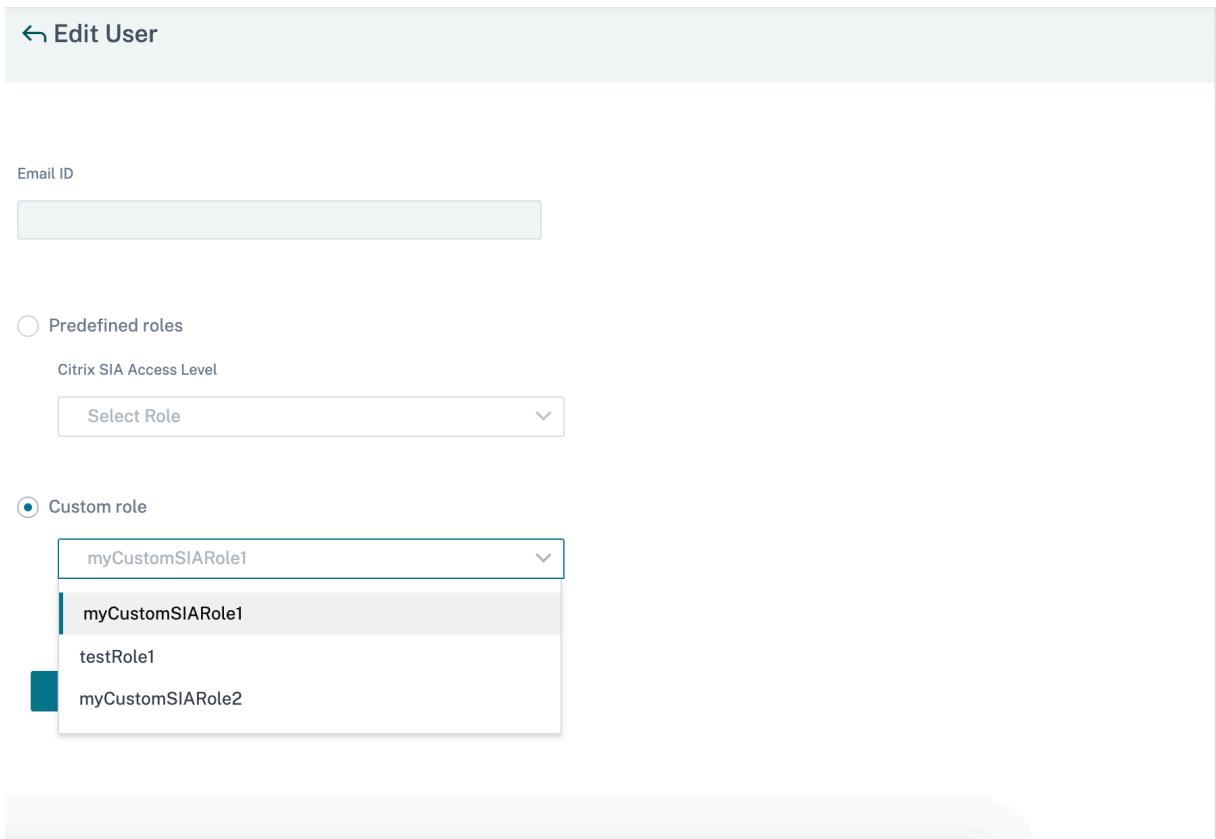 Edit User
Email ID
Predefined roles
Citrix SIA Access Level
Select Role
Custom role
myCustomSIARole1
myCustomSIARole1
testRole1
myCustomSIARole2